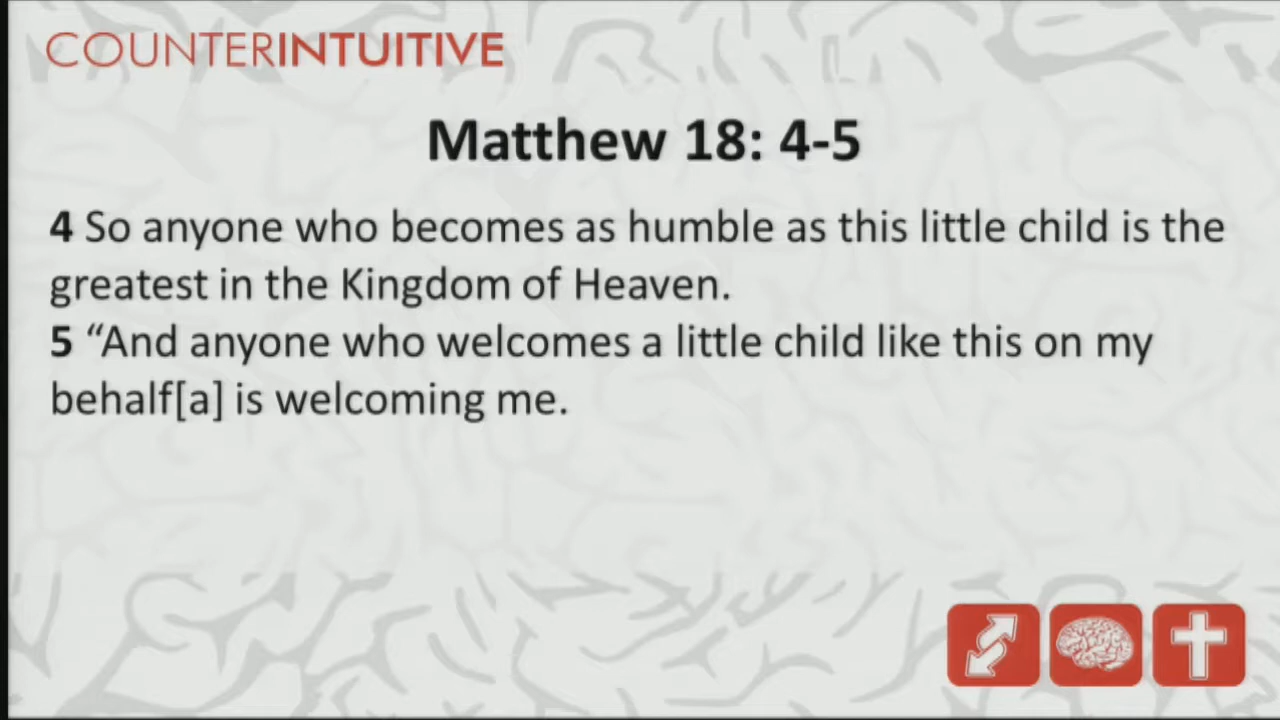 COUNTERINTUITIVE
Matthew 18: 4-5
4 So anyone who becomes as humble as this little child is the
greatest in the Kingdom of Heaven.
5 “And anyone who welcomes a little child like this on my
behalf[a] is welcoming me.